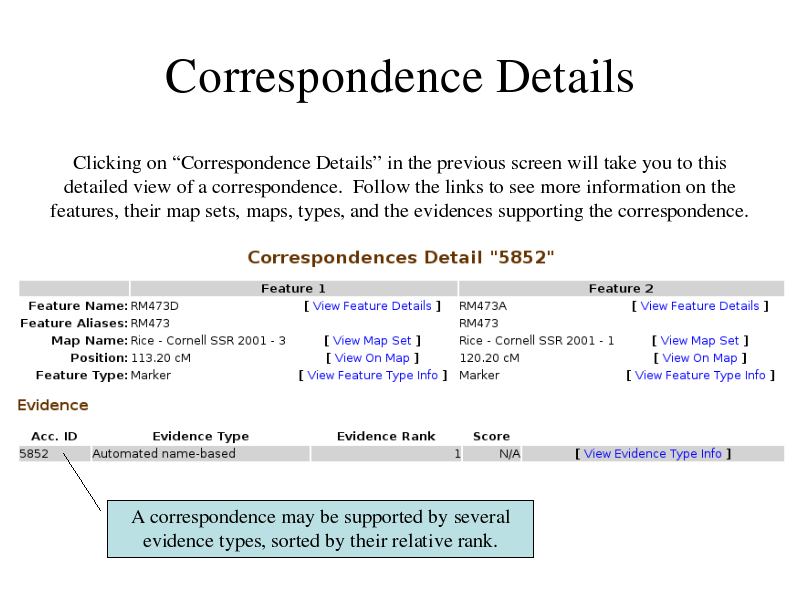 Correspondence Details
Clicking on “Correspondence Details” in the previous screen will take you to this
detailed view of a correspondence.  Follow the links to see more information on the
features, their map sets, maps, types, and the evidences supporting the correspondence.
Correspondences Detail "5852"
Feature 1 Feature 2
Feature Name: RM473D [ View Feature Details ] RM473A [ View Feature Details ]
Feature Aliases: RM473 RM473
Map Name: Rice - Cornell SSR 2001 - 3 [ View Map Set ] Rice - Cornell SSR 2001 - 1 [ View Map Set ]
Position: 113.20 cM [ View On Map ] 120.20 cM [ View On Map ]
Feature Type: Marker [ View Feature Type Info ] Marker [ View Feature Type Info ]
Evidence
Acc. ID Evidence Type Evidence Rank Score
5852 Automated name-based 1 N/A [ View Evidence Type Info ]
A correspondence may be supported by several
evidence types, sorted by their relative rank.